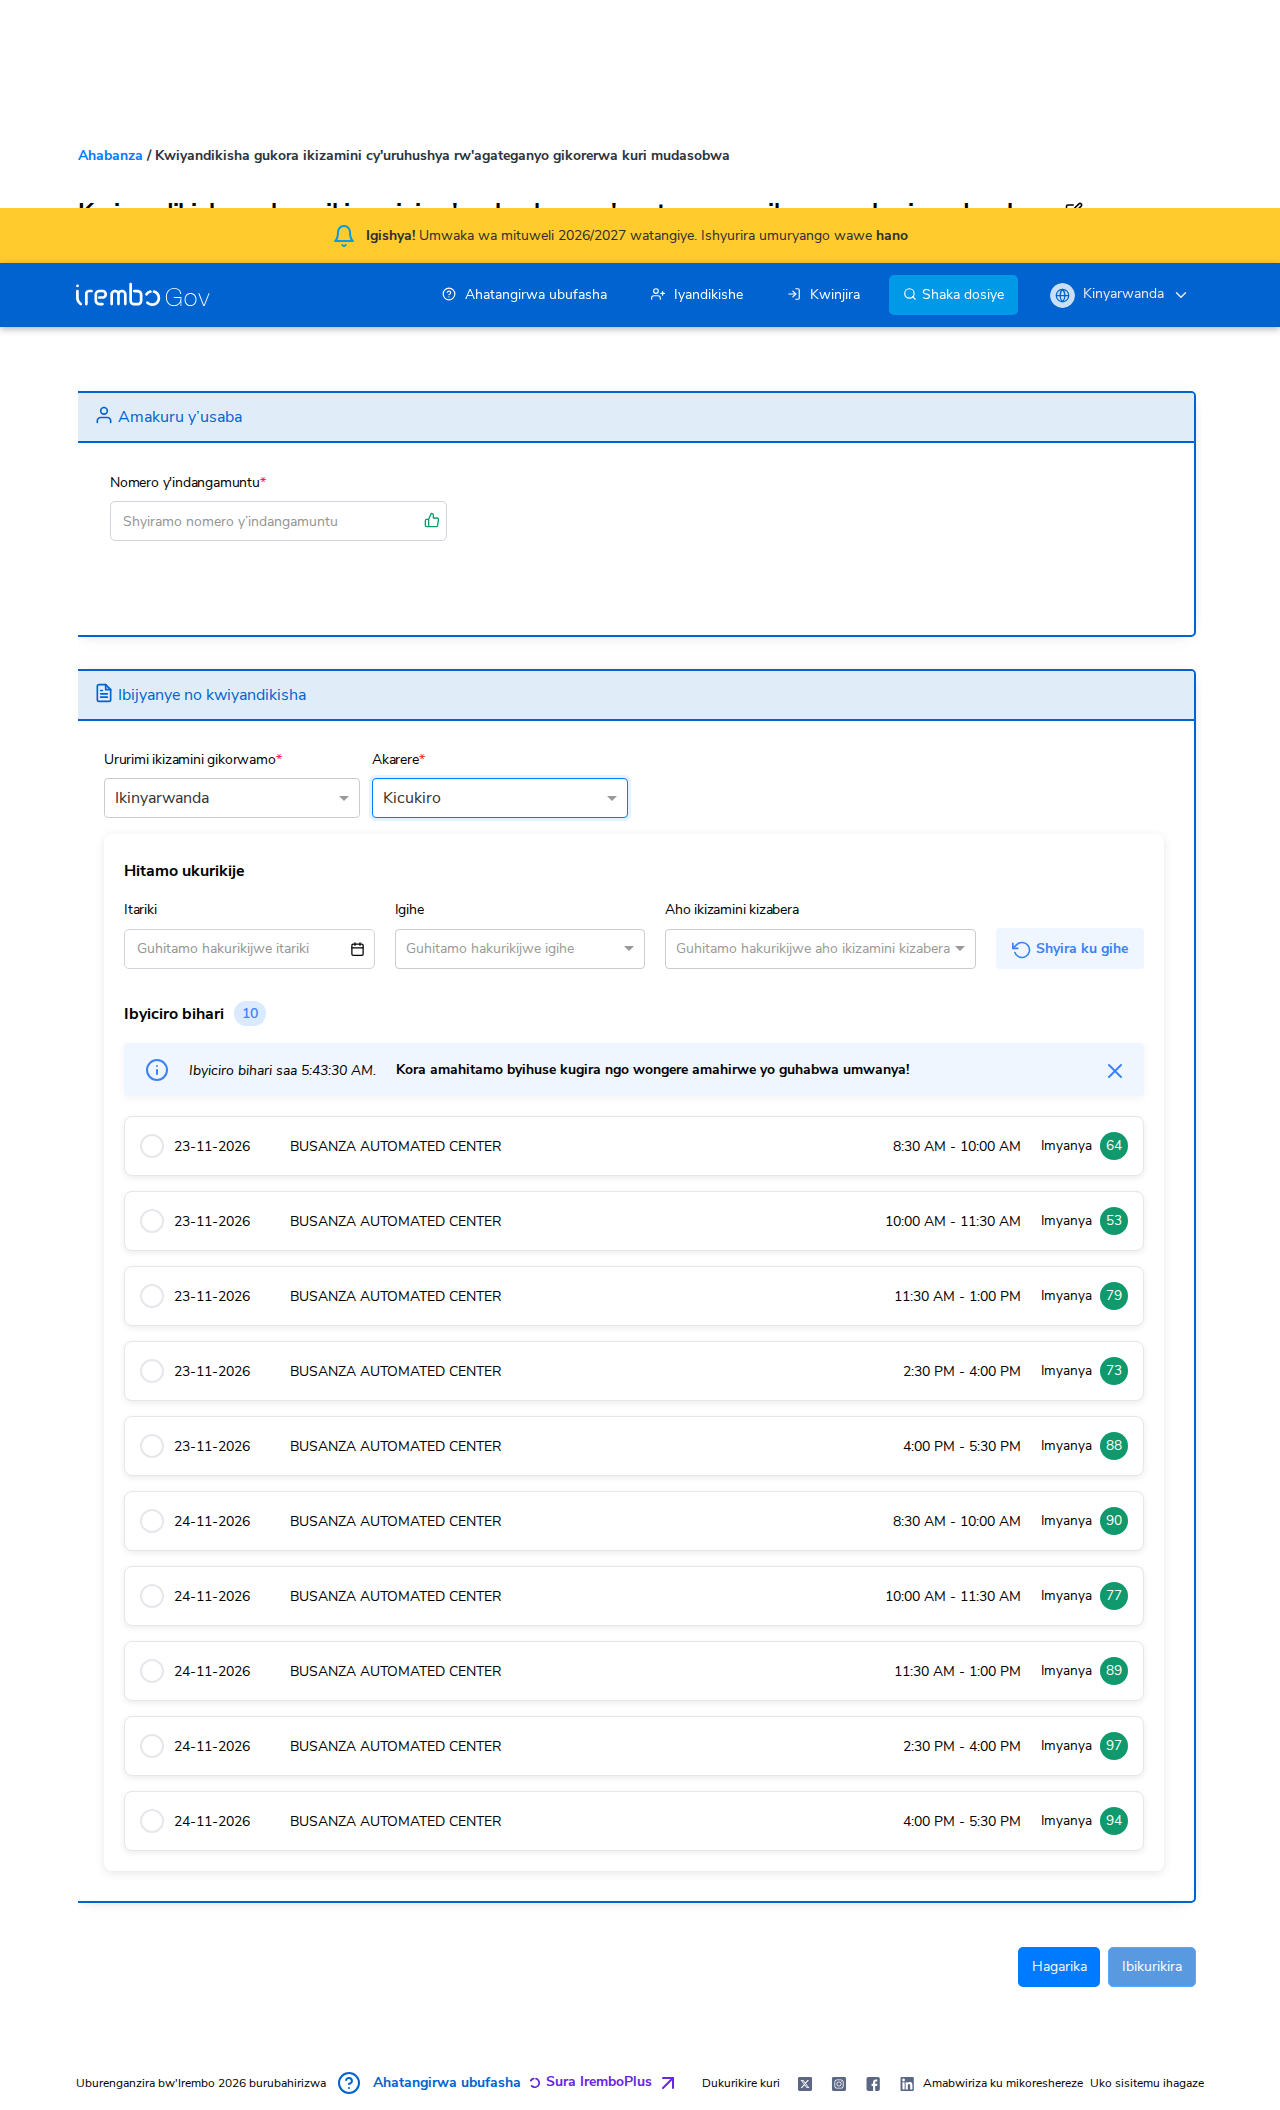 Ahabanza / Kwiyandikisha gukora ikizamini cy'uruhushya rw'agateganyo gikorerwa kuri mudasobwa
Igishya! Umwaka wa mituweli 2026/2027 watangiye. Ishyurira umuryango wawe hano
irembo Gov
Ahatangirwa ubufasha
Iyandikishe
Kwinjira
Shaka dosiye
Kinyarwanda
Amakuru y’usaba
Nomero y'indangamuntu*
Shyiramo nomero y’indangamuntu
Ibijyanye no kwiyandikisha
Ururimi ikizamini gikorwamo* Akarere*
Ikinyarwanda Kicukiro
Hitamo ukurikije
Itariki Igihe Aho ikizamini kizabera
Guhitamo hakurikijwe itariki Guhitamo hakurikijwe igihe Guhitamo hakurikijwe aho ikizamini kizabera Shyira ku gihe
Ibyiciro bihari 10
Ibyiciro bihari saa 5:43:30 AM. Kora amahitamo byihuse kugira ngo wongere amahirwe yo guhabwa umwanya!
23-11-2026 BUSANZA AUTOMATED CENTER 8:30 AM - 10:00 AM Imyanya 64
23-11-2026 BUSANZA AUTOMATED CENTER 10:00 AM - 11:30 AM Imyanya 53
23-11-2026 BUSANZA AUTOMATED CENTER 11:30 AM - 1:00 PM Imyanya 79
23-11-2026 BUSANZA AUTOMATED CENTER 2:30 PM - 4:00 PM Imyanya 73
23-11-2026 BUSANZA AUTOMATED CENTER 4:00 PM - 5:30 PM Imyanya 88
24-11-2026 BUSANZA AUTOMATED CENTER 8:30 AM - 10:00 AM Imyanya 90
24-11-2026 BUSANZA AUTOMATED CENTER 10:00 AM - 11:30 AM Imyanya 77
24-11-2026 BUSANZA AUTOMATED CENTER 11:30 AM - 1:00 PM Imyanya 89
24-11-2026 BUSANZA AUTOMATED CENTER 2:30 PM - 4:00 PM Imyanya 97
24-11-2026 BUSANZA AUTOMATED CENTER 4:00 PM - 5:30 PM Imyanya 94
Hagarika Ibikurikira
Uburenganzira bw'Irembo 2026 burubahirizwa Ahatangirwa ubufasha Sura IremboPlus Dukurikire kuri Amabwiriza ku mikoreshereze Uko sisitemu ihagaze